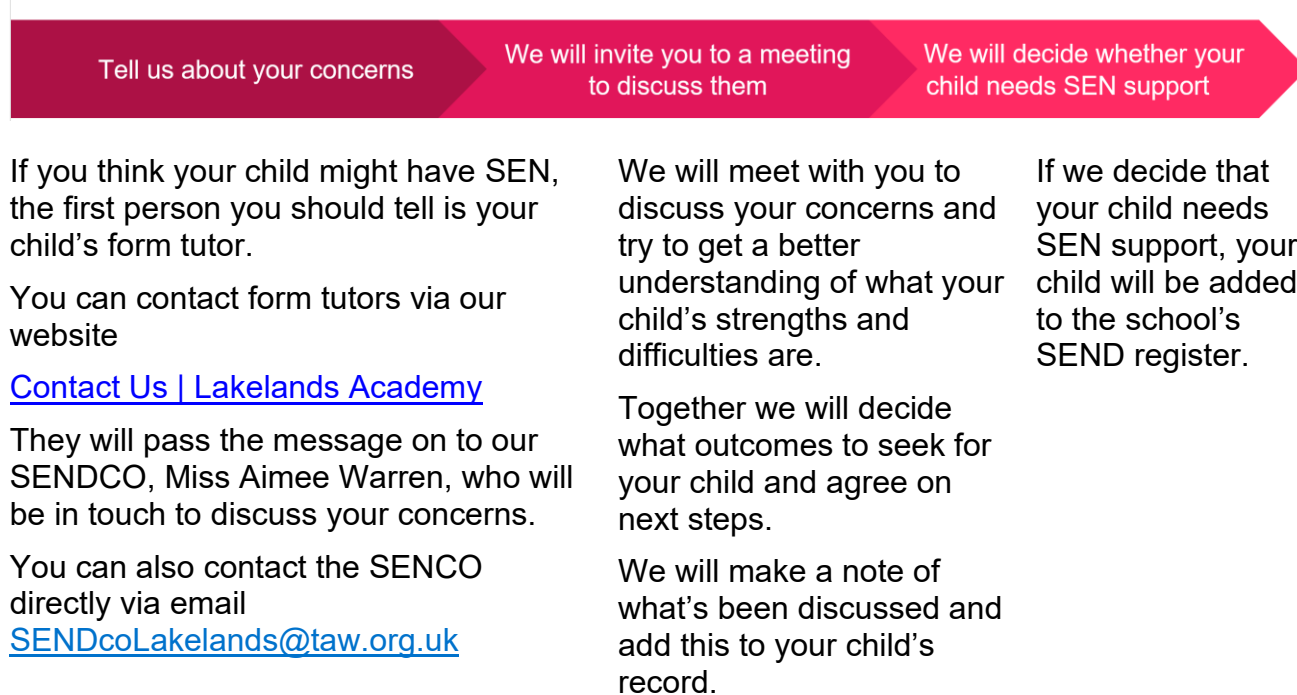 Tell us about your concerns
We will invite you to a meeting
to discuss them
We will decide whether your
child needs SEN support
If you think your child might have SEN,
the first person you should tell is your
child’s form tutor.
You can contact form tutors via our
website
Contact Us | Lakelands Academy
They will pass the message on to our
SENDCO, Miss Aimee Warren, who will
be in touch to discuss your concerns.
You can also contact the SENCO
directly via email
SENDcoLakelands@taw.org.uk
We will meet with you to
discuss your concerns and
try to get a better
understanding of what your
child’s strengths and
difficulties are.
Together we will decide
what outcomes to seek for
your child and agree on
next steps.
We will make a note of
what’s been discussed and
add this to your child’s
record.
If we decide that
your child needs
SEN support, your
child will be added
to the school’s
SEND register.